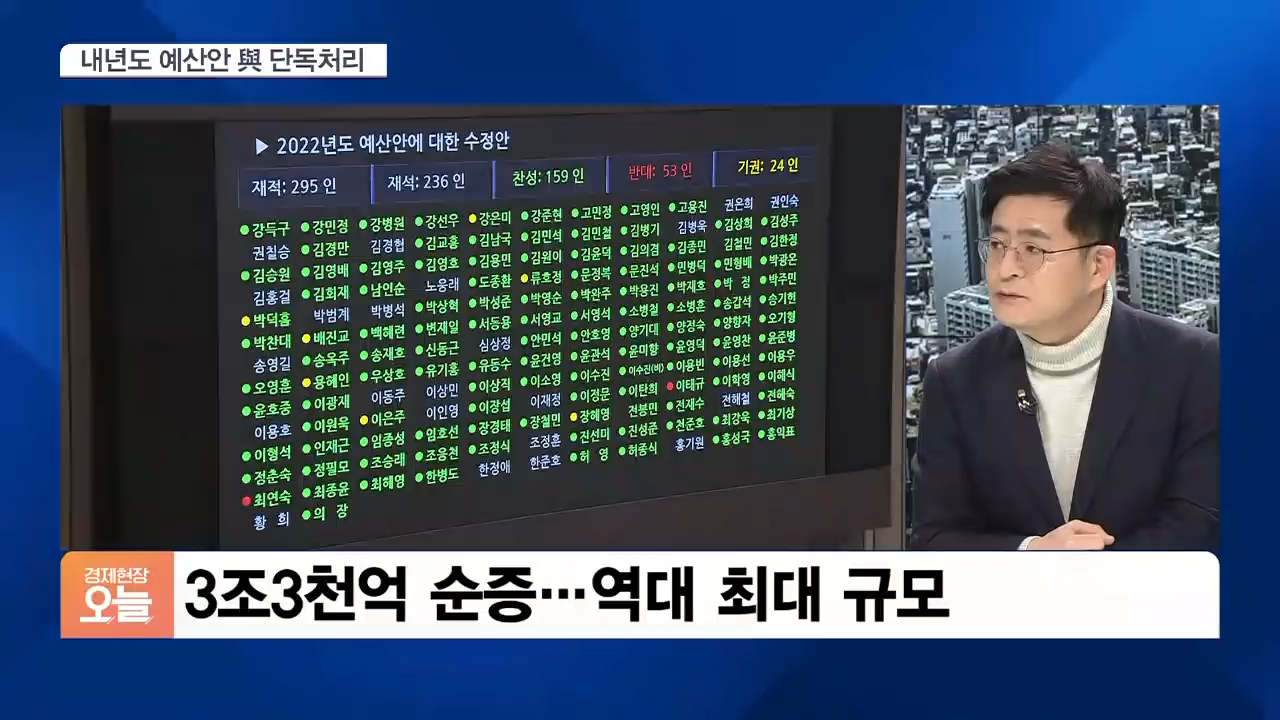 내년도 예산안 與 단독처리
▶ 2022년도 예산안에 대한 수정안
재적: 295 인 재석: 236 인 찬성: 159 인 반대: 53 인 기권: 24 인
강득구 강민정 강병원 강선우 강은미 강준현 고민정 고영인 고용진 권은희 권인숙
권칠승 김경만 김경협 김교흥 김남국 김민석 김민철 김병기 김병욱 김상희 김성주
김승원 김영배 김영주 김영호 김용민 김원이 김윤덕 김의겸 김종민 김철민 김한정
김홍걸 김회재 남인순 노웅래 도종환 류호정 문정복 문진석 민병덕 민형배 박광온
박덕흠 박범계 박병석 박상혁 박성준 박영순 박완주 박용진 박재호 박 정 박주민
박찬대 배진교 백혜련 변재일 서동용 서영교 서영석 소병철 소병훈 송갑석 송기헌
송영길 송옥주 송재호 신동근 심상정 안민석 안호영 양기대 양정숙 양향자 오기형
오영훈 용혜인 우상호 유기홍 유동수 윤건영 윤관석 윤미향 윤영덕 윤영찬 윤준병
윤호중 이광재 이동주 이상민 이상직 이소영 이수진 이수진(비) 이용빈 이용선 이용우
이용호 이원욱 이은주 이인영 이장섭 이재정 이정문 이탄희 이태규 이학영 이해식
이형석 인재근 임종성 임호선 장경태 장철민 장혜영 전봉민 전재수 전해철 전혜숙
정춘숙 정필모 조승래 조응천 조정식 조정훈 진선미 진성준 천준호 최강욱 최기상
최연숙 최종윤 최혜영 한병도 한정애 한준호 허 영 허종식 홍기원 홍성국 홍익표
황 희 의 장
경제현장
오늘
3조3천억 순증…역대 최대 규모